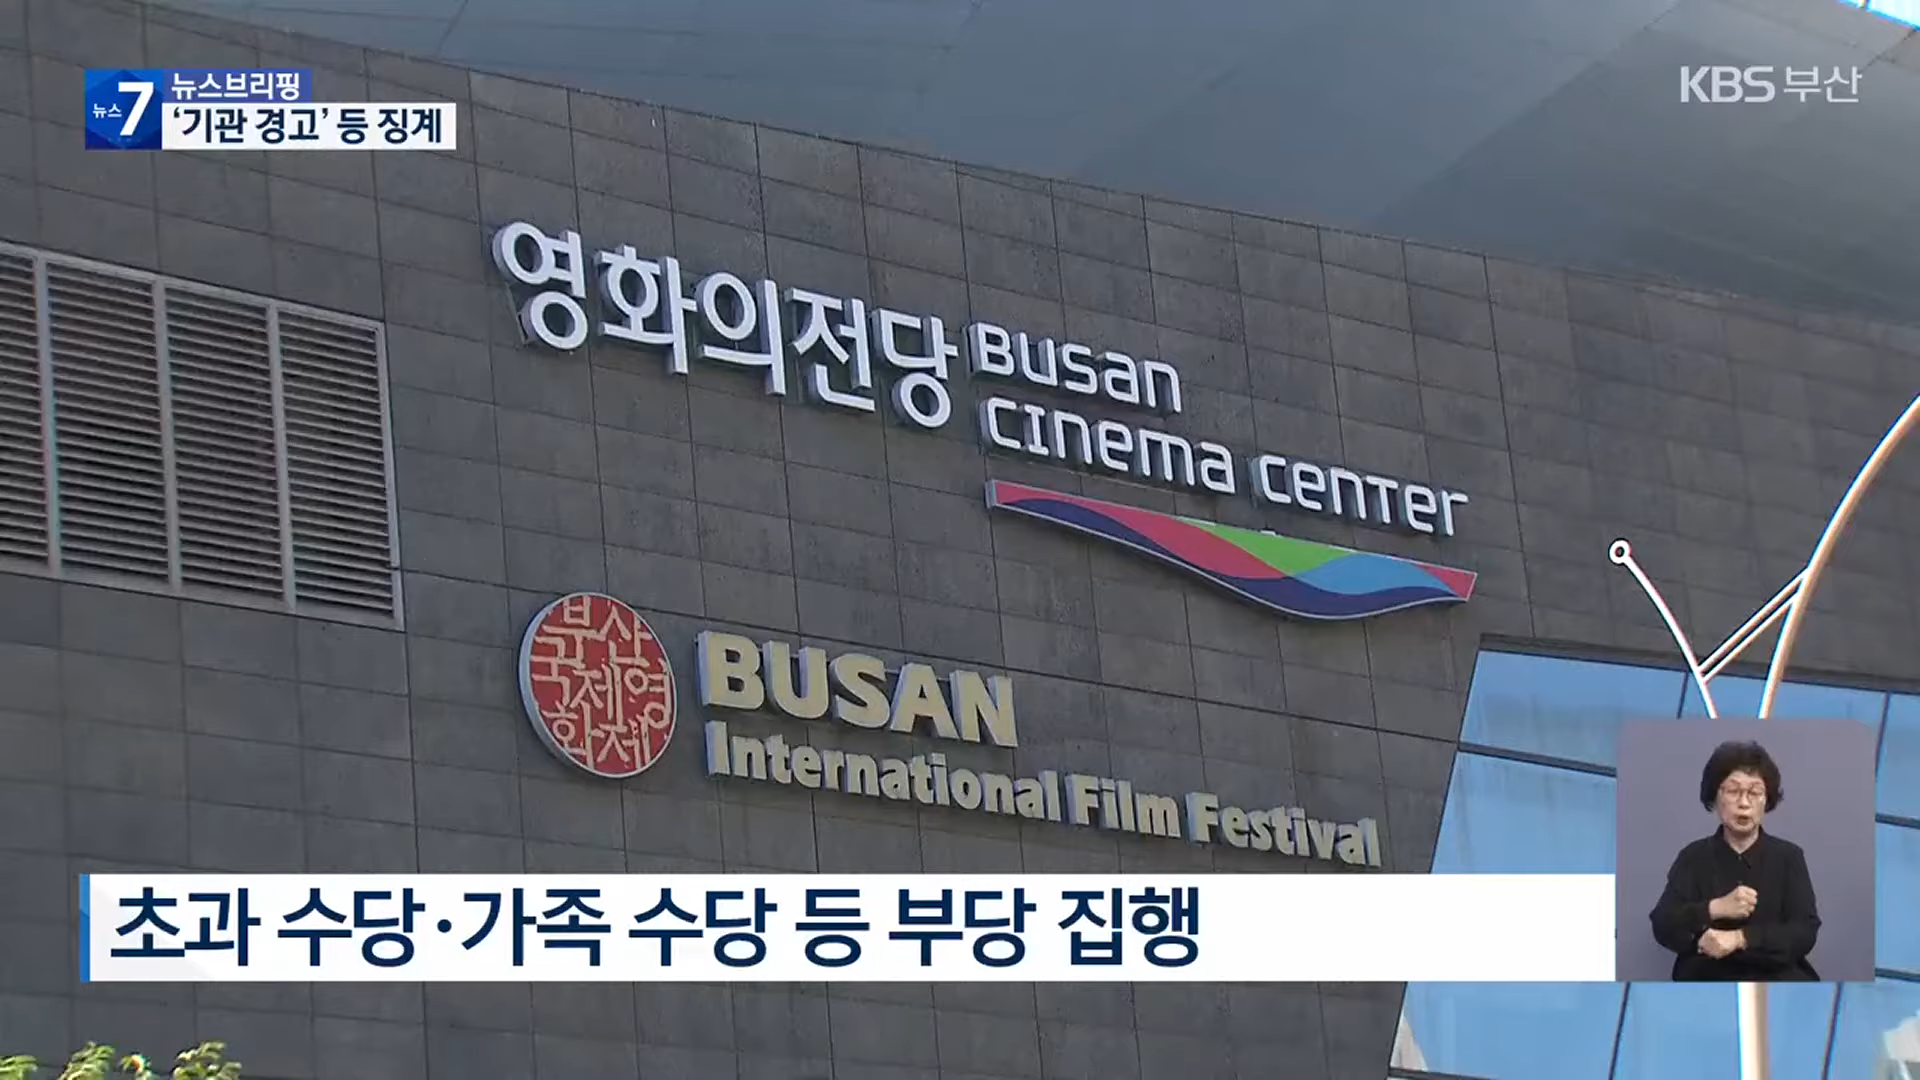 뉴스7
뉴스브리핑
‘기관 경고’ 등 징계
KBS 부산
영화의전당
Busan
cinema center
부산
국제영
화제
BUSAN
International Film Festival
초과 수당·가족 수당 등 부당 집행